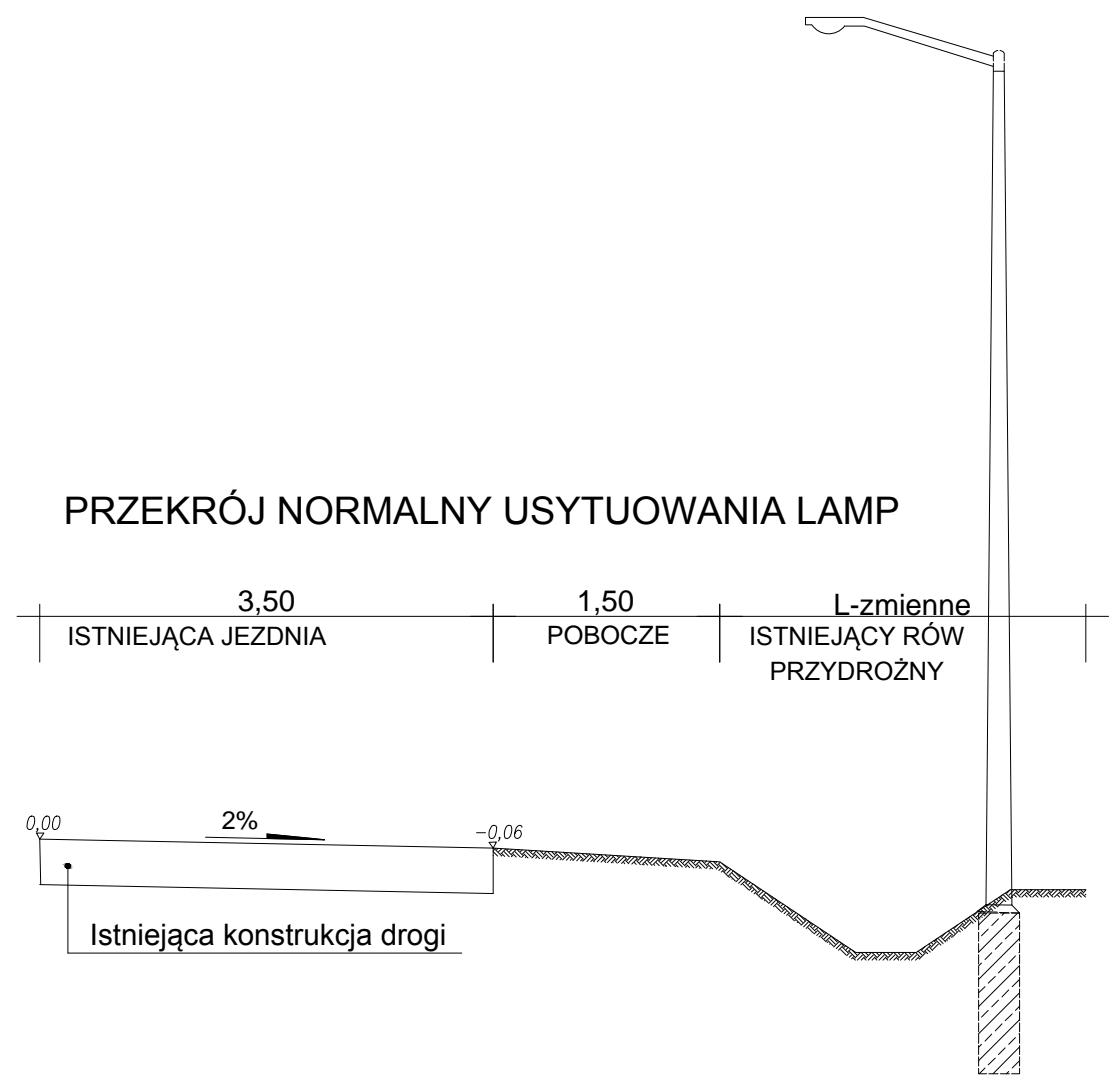 PRZEKRÓJ NORMALNY USYTUOWANIA LAMP
3,50
1,50
L-zmienne
ISTNIEJĄCA JEZDNIA
POBOCZE
ISTNIEJĄCY RÓW
PRZYDROŻNY
0,00
2%
-0,06
Istniejąca konstrukcja drogi